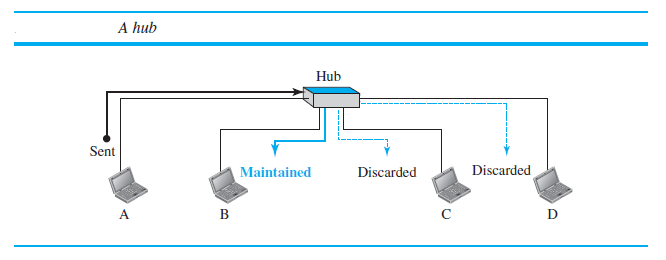 A hub
Hub
Sent
Maintained
Discarded
Discarded
A
B
C
D